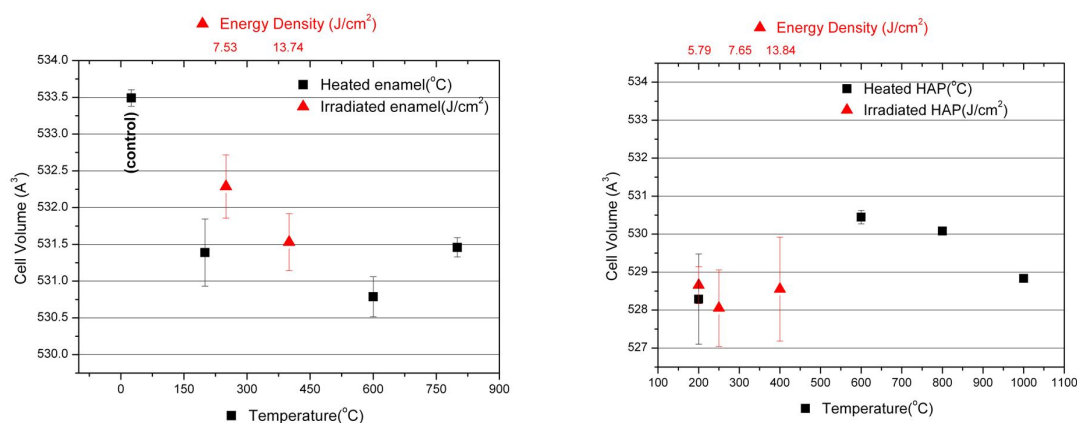 Energy Density (J/cm²)
7.53 13.74
534.0
533.5
533.0
532.5
532.0
531.5
531.0
530.5
530.0
Cell Volume (A³)
(control)
Heated enamel(°C)
Irradiated enamel(J/cm²)
0 150 300 450 600 750 900
Temperature(°C)
Energy Density (J/cm²)
5.79 7.65 13.84
534
533
532
531
530
529
528
527
Cell Volume (A³)
Heated HAP(°C)
Irradiated HAP(J/cm²)
100 200 300 400 500 600 700 800 900 1000 1100
Temperature(°C)